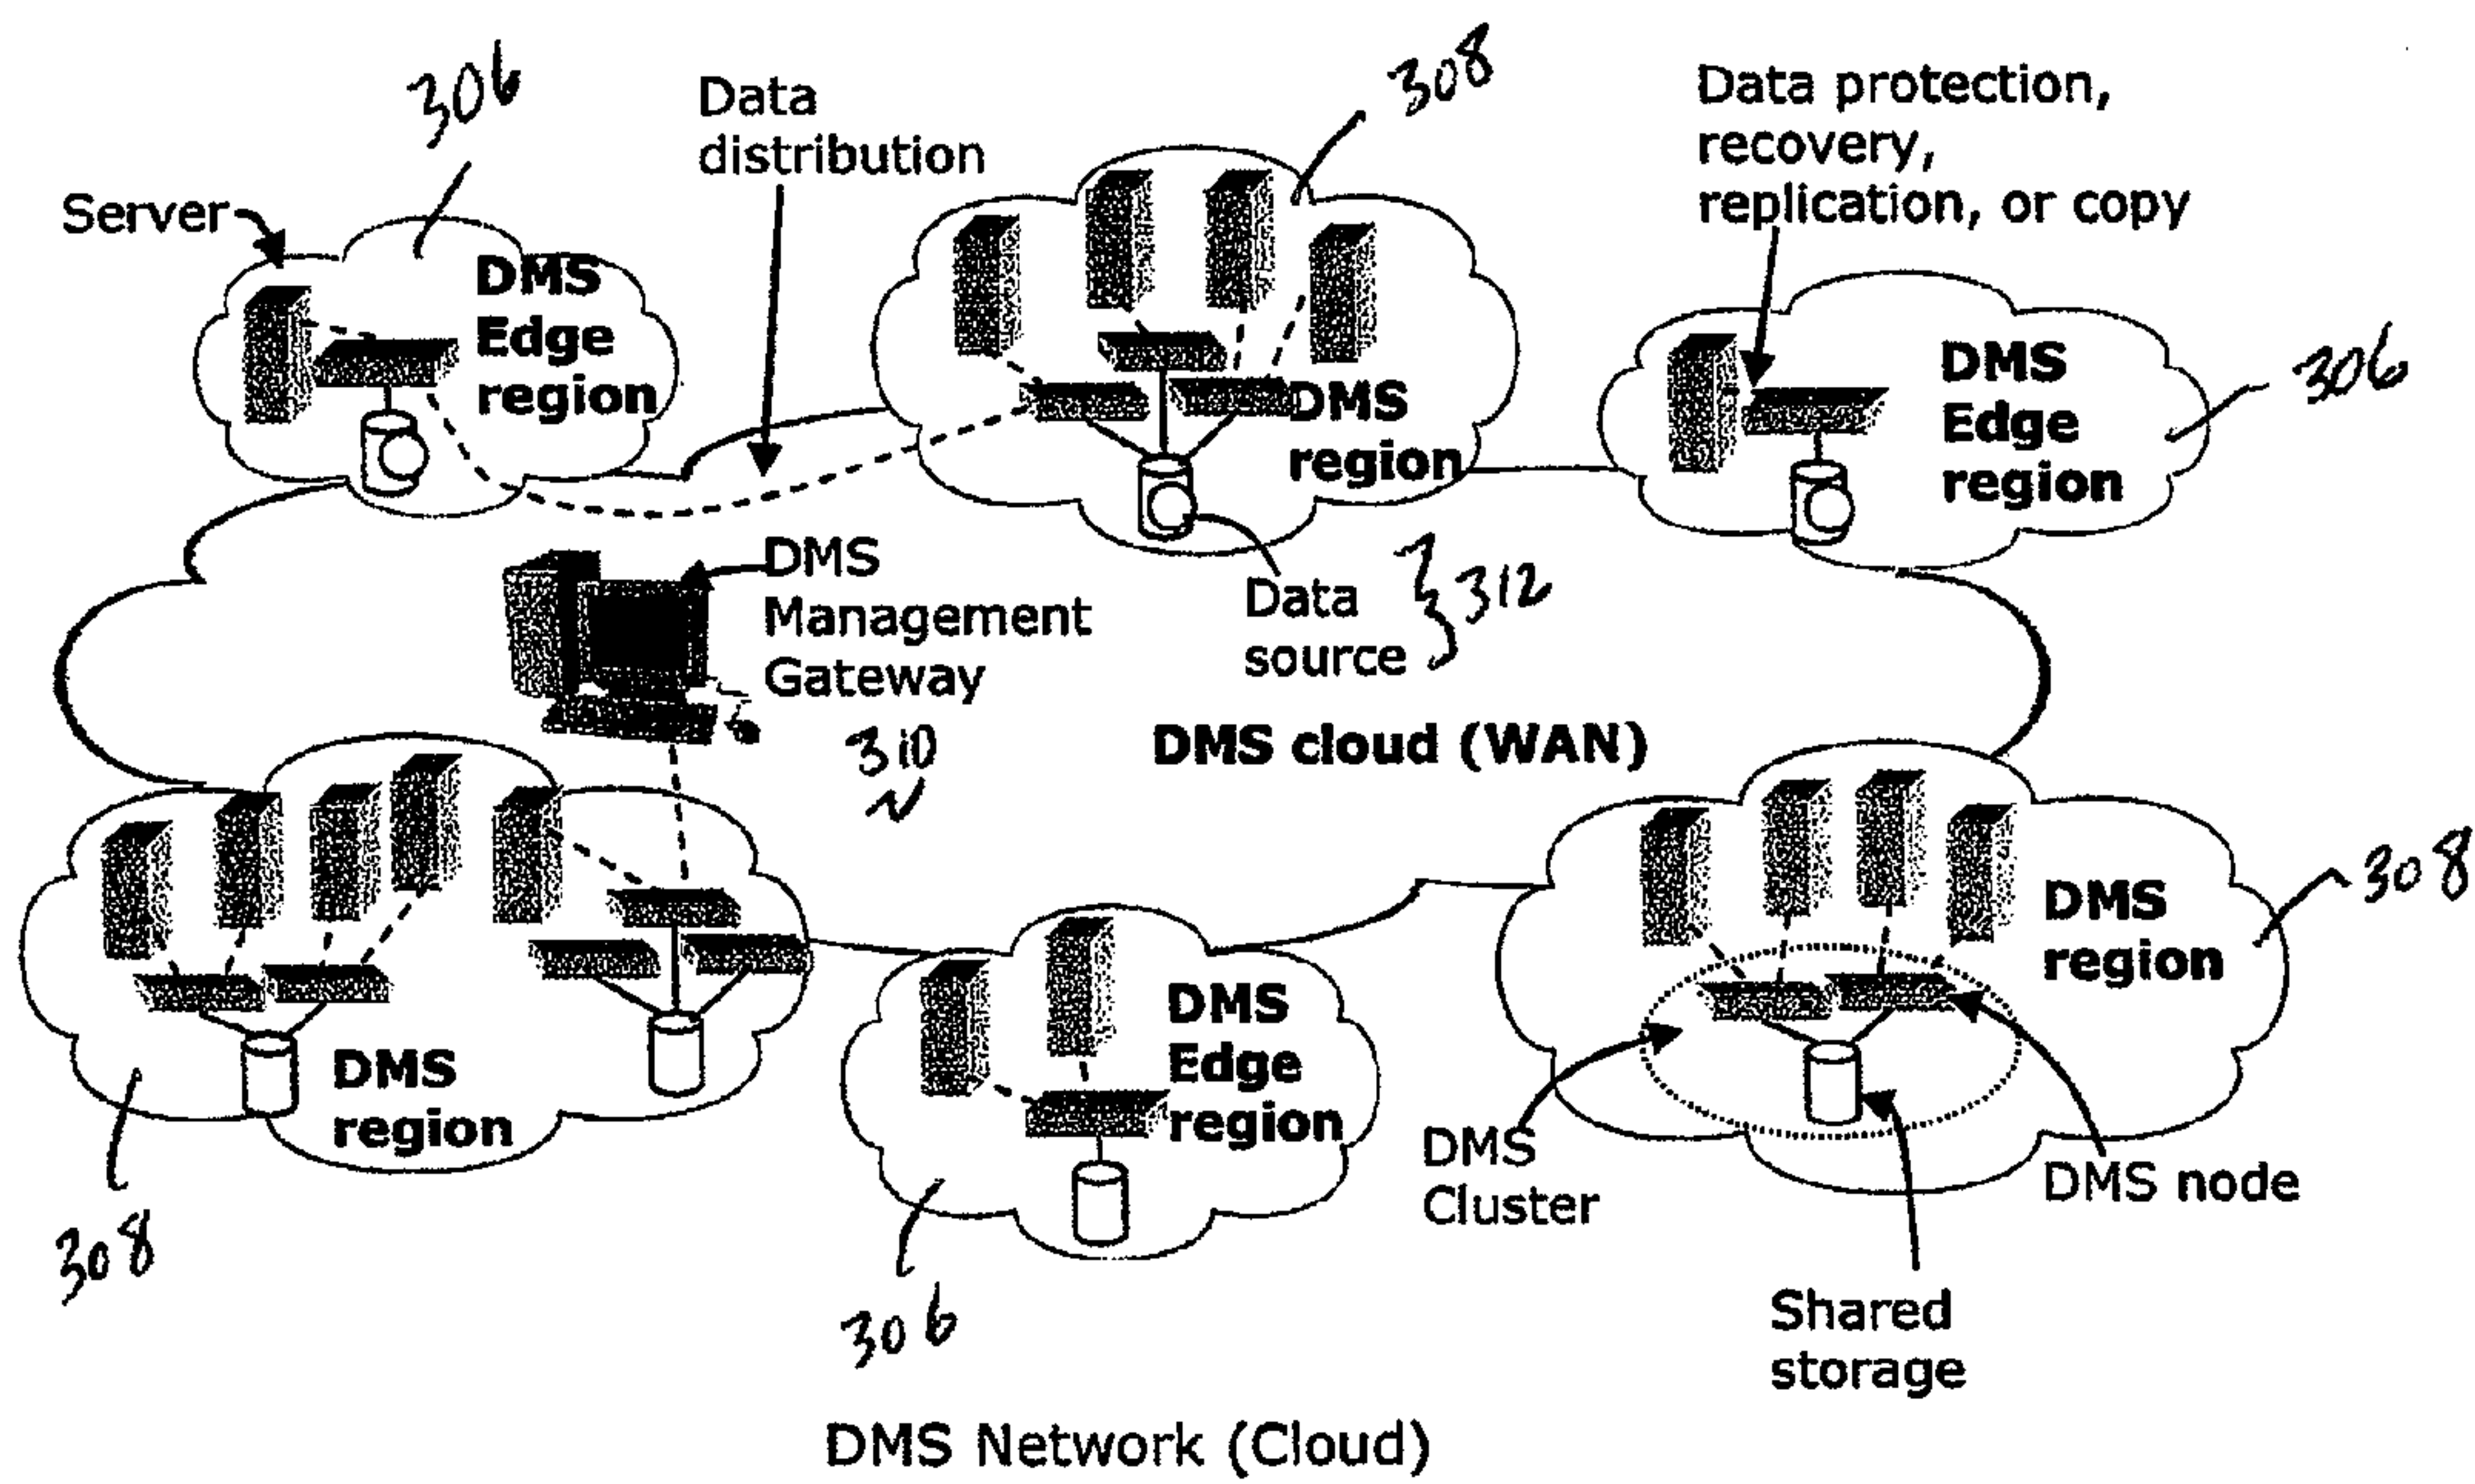 306
Data
distribution
308
Data protection,
recovery,
replication, or copy
Server
DMS
Edge
region
DMS
region
DMS
Edge
region
306
DMS
Management
Gateway
310
Data
source
312
DMS cloud (WAN)
DMS
region
308
DMS
Edge
region
306
DMS
region
308
DMS
Cluster
DMS node
Shared
storage
DMS Network (Cloud)